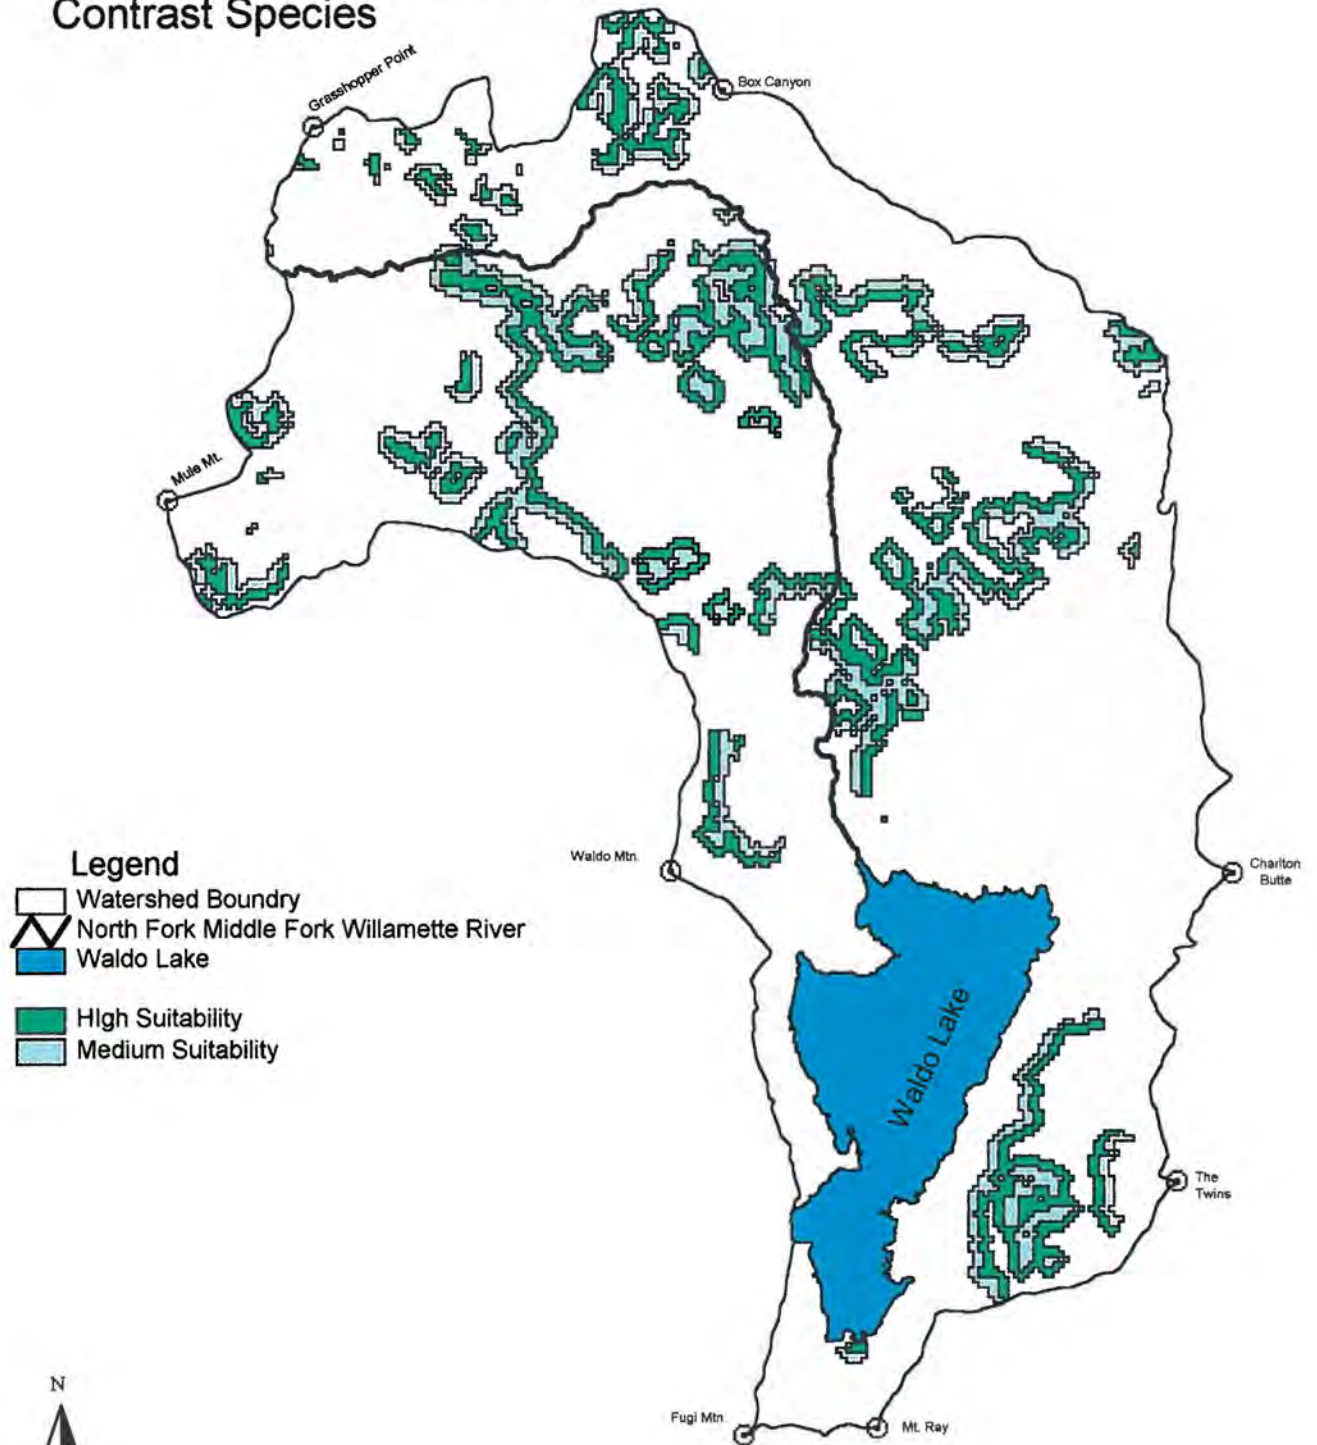 Contrast Species
Grasshopper Point
Box Canyon
Mule Mt.
Waldo Mtn.
Charlton
Butte
Legend
Watershed Boundry
North Fork Middle Fork Willamette River
Waldo Lake
HIgh Suitability
Medium Suitability
Waldo Lake
The
Twins
N
Fugi Mtn.
Mt. Ray